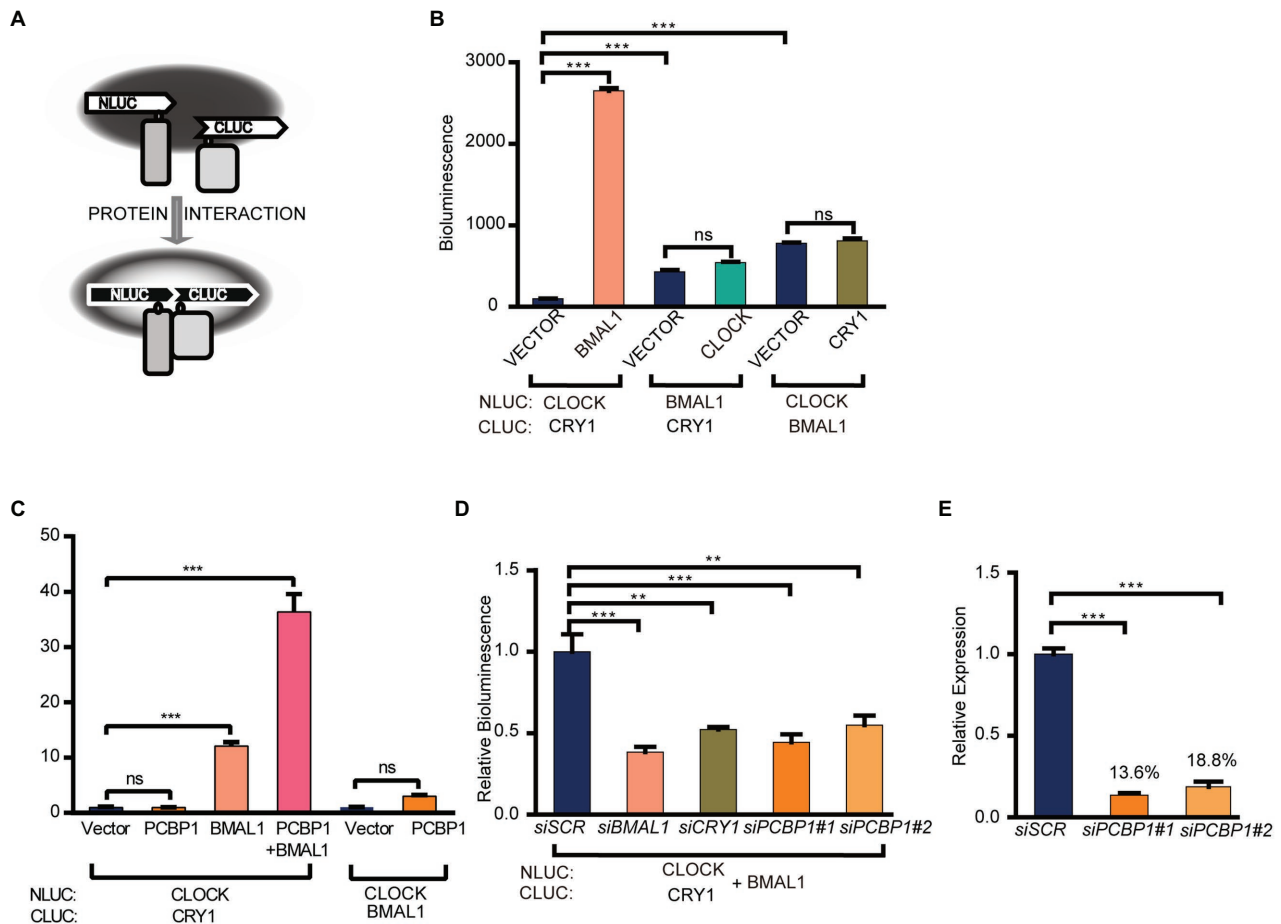 A
NLUC
CLUC
PROTEIN INTERACTION
NLUC CLUC
B
***
***
***
ns
ns
3000
2000
1000
0
Bioluminescence
VECTOR BMAL1 VECTOR CLOCK VECTOR CRY1
NLUC: CLOCK BMAL1 CLOCK
CLUC: CRY1 CRY1 BMAL1
C
50
40
30
20
10
0
***
***
ns
ns
Vector PCBP1 BMAL1 PCBP1 Vector PCBP1
+BMAL1
NLUC: CLOCK CLOCK
CLUC: CRY1 BMAL1
D
**
***
**
***
1.5
1.0
0.5
0.0
Relative Bioluminescence
siSCR siBMAL1 siCRY1 siPCBP1#1 siPCBP1#2
NLUC: CLOCK
+ BMAL1
CLUC: CRY1
E
***
***
1.5
1.0
0.5
0.0
Relative Expression
13.6% 18.8%
siSCR siPCBP1#1 siPCBP1#2